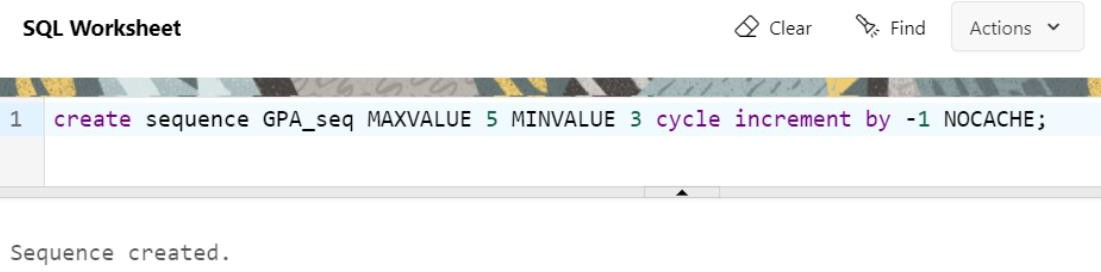 SQL Worksheet Clear Find Actions
1 create sequence GPA_seq MAXVALUE 5 MINVALUE 3 cycle increment by -1 NOCACHE;
Sequence created.